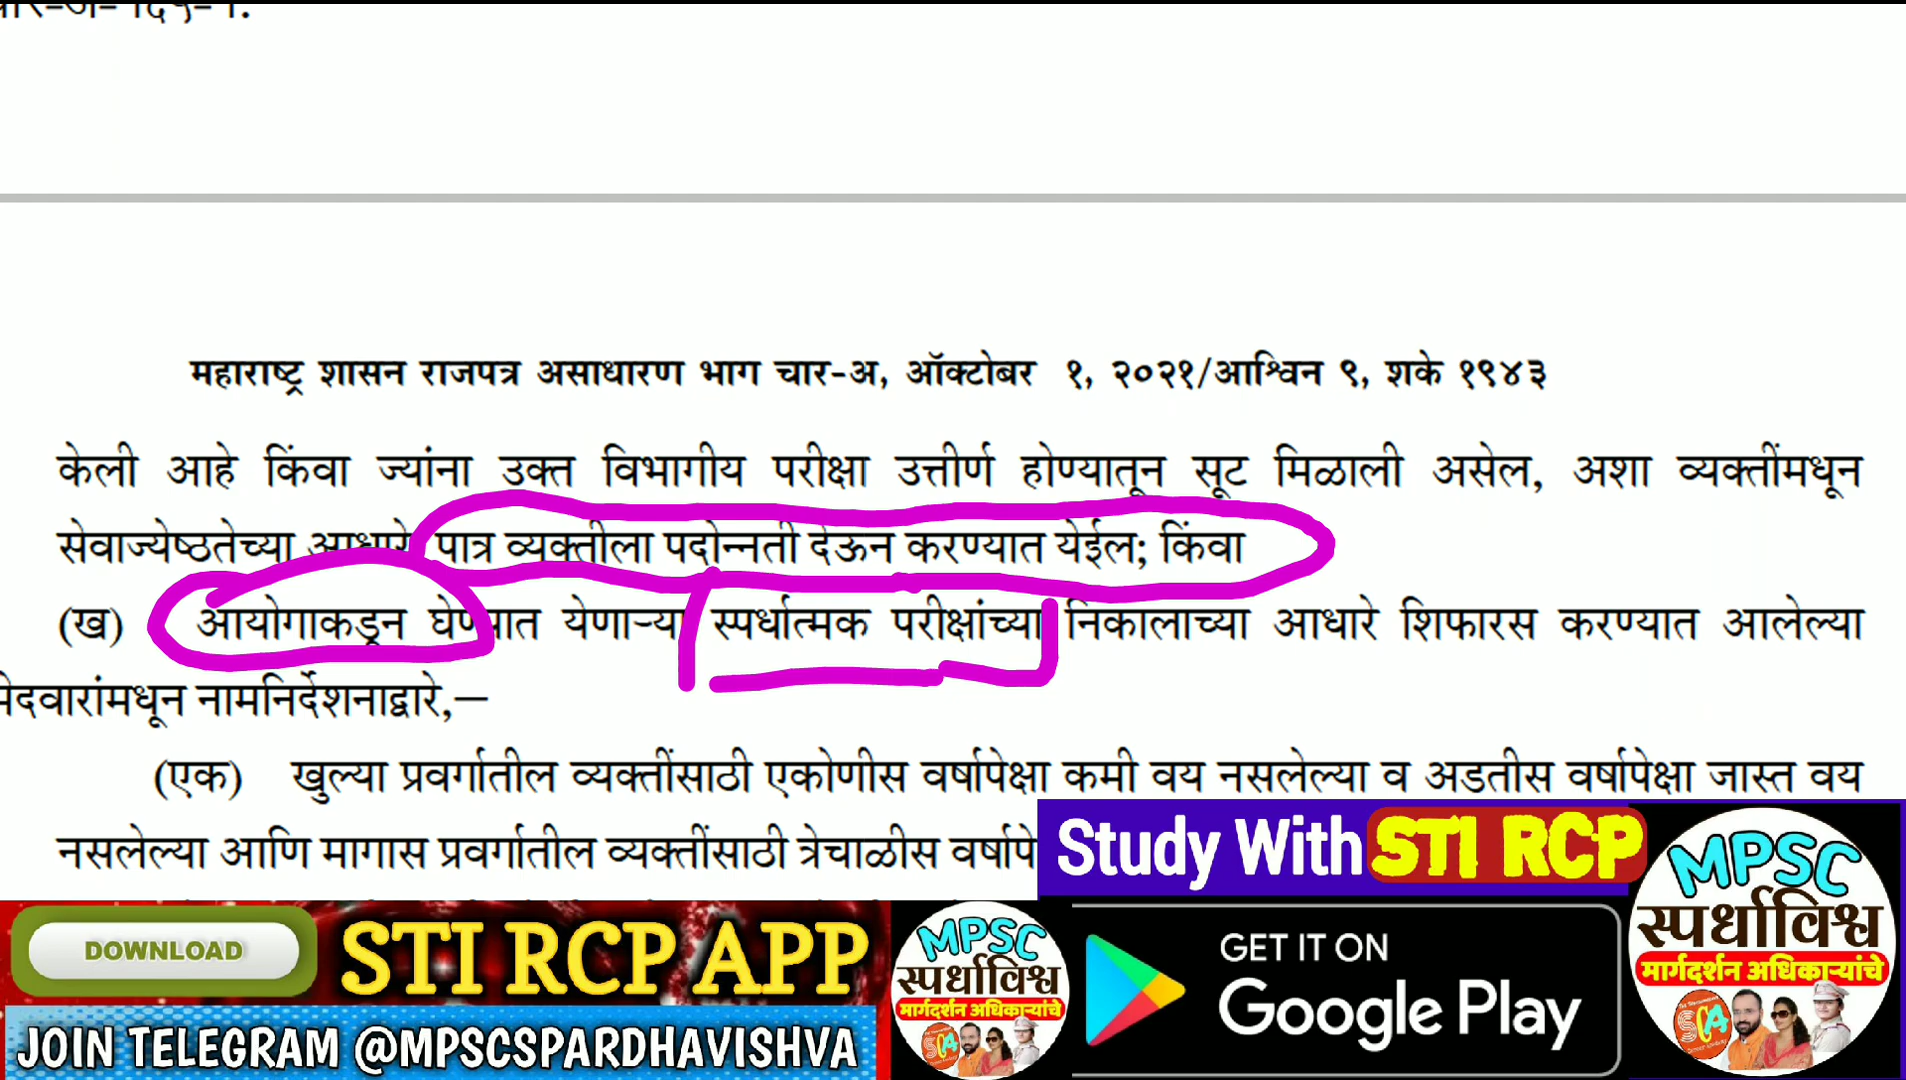 महाराष्ट्र शासन राजपत्र असाधारण भाग चार-अ, ऑक्टोबर १, २०२१/आश्विन ९, शके १९४३
केली आहे किंवा ज्यांना उक्त विभागीय परीक्षा उत्तीर्ण होण्यातून सूट मिळाली असेल, अशा व्यक्तींमधून
सेवाज्येष्ठतेच्या आधारे पात्र व्यक्तीला पदोन्नती देऊन करण्यात येईल; किंवा
(ख) आयोगाकडून घेण्यात येणाऱ्या स्पर्धात्मक परीक्षांच्या निकालाच्या आधारे शिफारस करण्यात आलेल्या
मेदवारांमधून नामनिर्देशनाद्वारे,—
(एक) खुल्या प्रवर्गातील व्यक्तींसाठी एकोणीस वर्षापेक्षा कमी वय नसलेल्या व अडतीस वर्षापेक्षा जास्त वय
नसलेल्या आणि मागास प्रवर्गातील व्यक्तींसाठी त्रेचाळीस
Study With STI RCP
MPSC
स्पर्धाविश्व
मार्गदर्शन अधिकाऱ्यांचे
DOWNLOAD
STI RCP APP
MPSC
स्पर्धाविश्व
मार्गदर्शन अधिकाऱ्यांचे
GET IT ON
Google Play
JOIN TELEGRAM @MPSCSPARDHAVISHVA